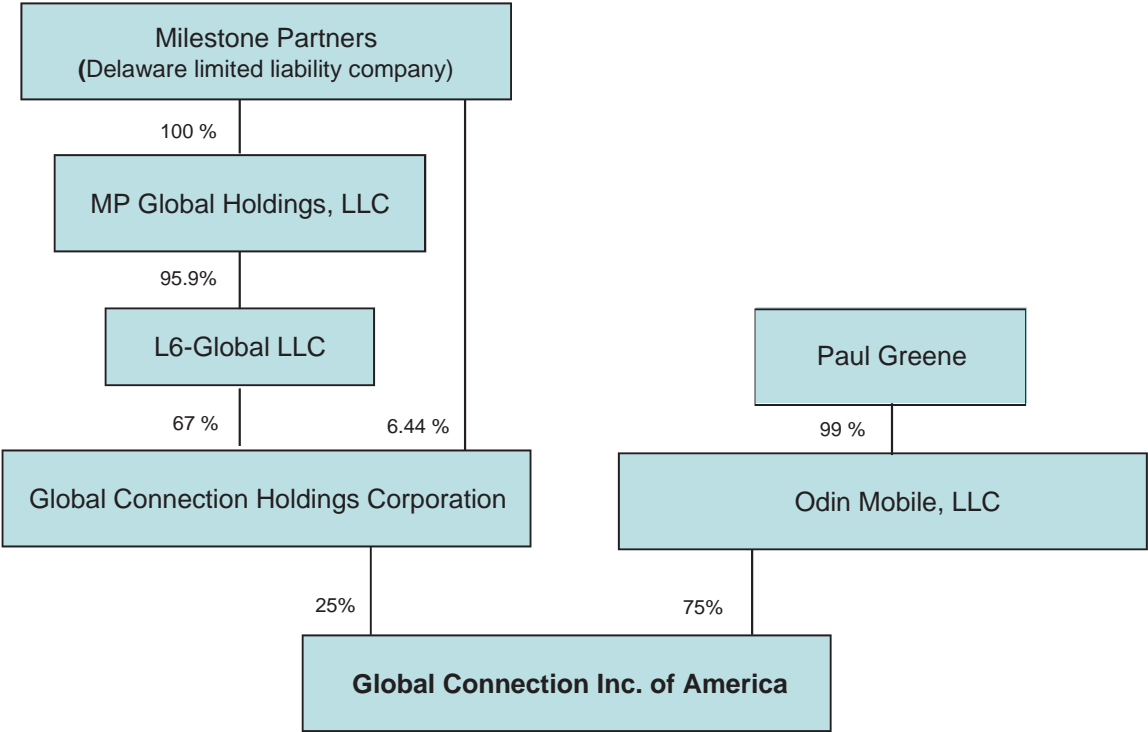 Milestone Partners
(Delaware limited liability company)
100 %
MP Global Holdings, LLC
95.9%
L6-Global LLC
Paul Greene
67 %
6.44 %
99 %
Global Connection Holdings Corporation
Odin Mobile, LLC
25%
75%
Global Connection Inc. of America